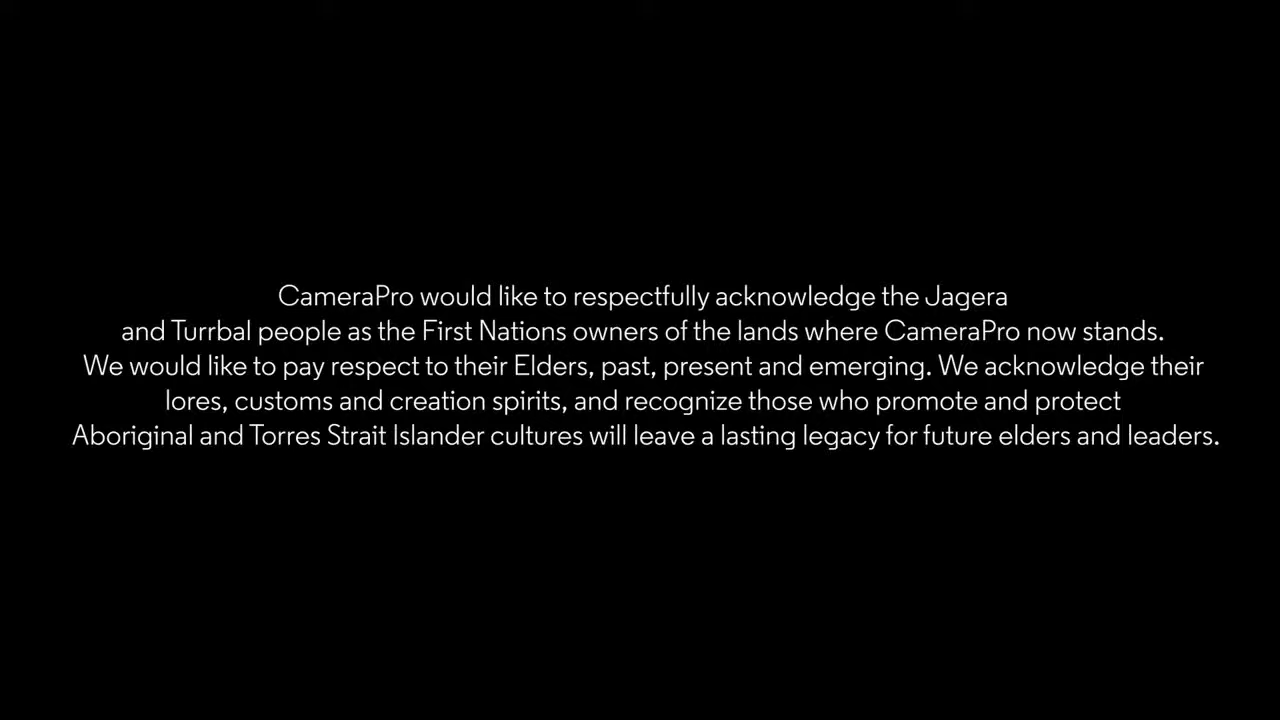 CameraPro would like to respectfully acknowledge the Jagera
and Turrbal people as the First Nations owners of the lands where CameraPro now stands.
We would like to pay respect to their Elders, past, present and emerging. We acknowledge their
lores, customs and creation spirits, and recognize those who promote and protect
Aboriginal and Torres Strait Islander cultures will leave a lasting legacy for future elders and leaders.